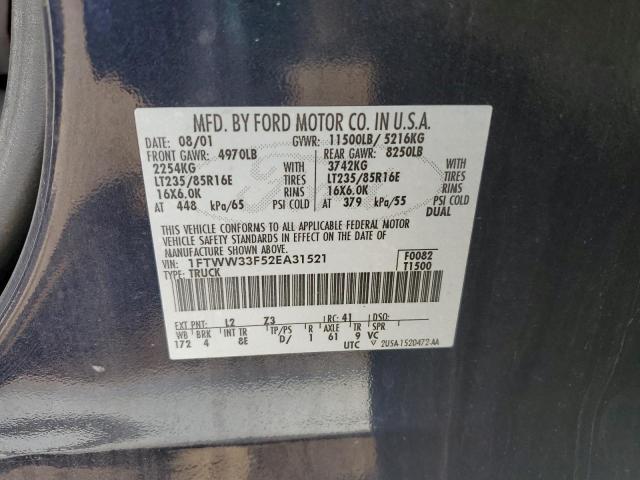 MFD. BY FORD MOTOR CO. IN U.S.A.
DATE: 08/01 GVWR: 11500LB/ 5216KG
FRONT GAWR: 4970LB REAR GAWR: 8250LB
2254KG WITH 3742KG WITH
LT235/85R16E TIRES LT235/85R16E TIRES
16X6.0K RIMS 16X6.0K RIMS
AT 448 kPa/65 PSI COLD AT 379 kPa/55 PSI COLD
DUAL
THIS VEHICLE CONFORMS TO ALL APPLICABLE FEDERAL MOTOR
VEHICLE SAFETY STANDARDS IN EFFECT ON THE DATE OF
MANUFACTURE SHOWN ABOVE.
VIN: 1FTWW33F52EA31521 F0082
TYPE: TRUCK T1500
EXT PNT: L2 Z3 RC: 41 DSO:
WB BRK INT TR TP/PS R AXLE TR SPR
172 4 8E D/ 1 61 9 VC
UTC 2U5A-1520472-AA